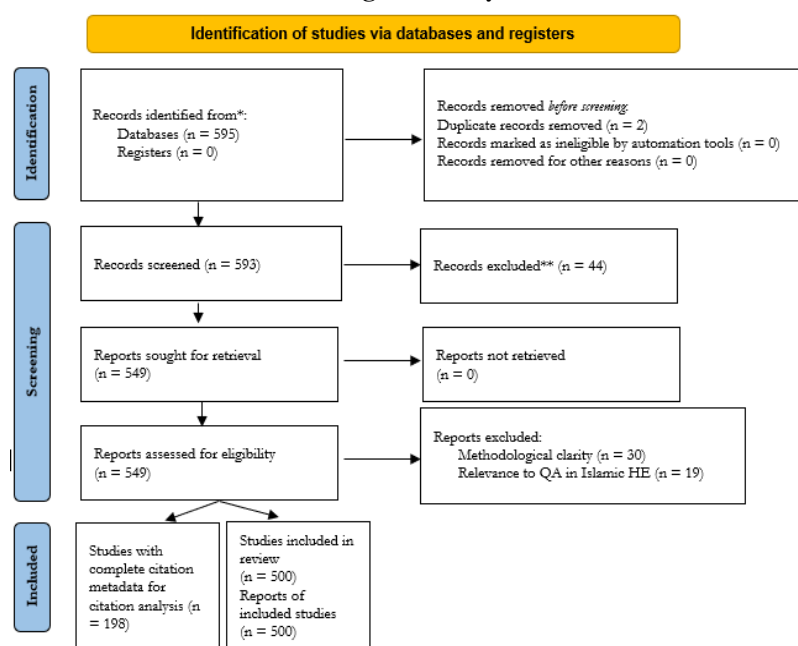 Identification of studies via databases and registers
Identification
Records identified from*:
Databases (n = 595)
Registers (n = 0)
Records removed before screening:
Duplicate records removed (n = 2)
Records marked as ineligible by automation tools (n = 0)
Records removed for other reasons (n = 0)
Screening
Records screened (n = 593)
Records excluded** (n = 44)
Reports sought for retrieval
(n = 549)
Reports not retrieved
(n = 0)
Reports assessed for eligibility
(n = 549)
Reports excluded:
Methodological clarity (n = 30)
Relevance to QA in Islamic HE (n = 19)
Included
Studies with
complete citation
metadata for
citation analysis (n
= 198)
Studies included in
review
(n = 500)
Reports of
included studies
(n = 500)